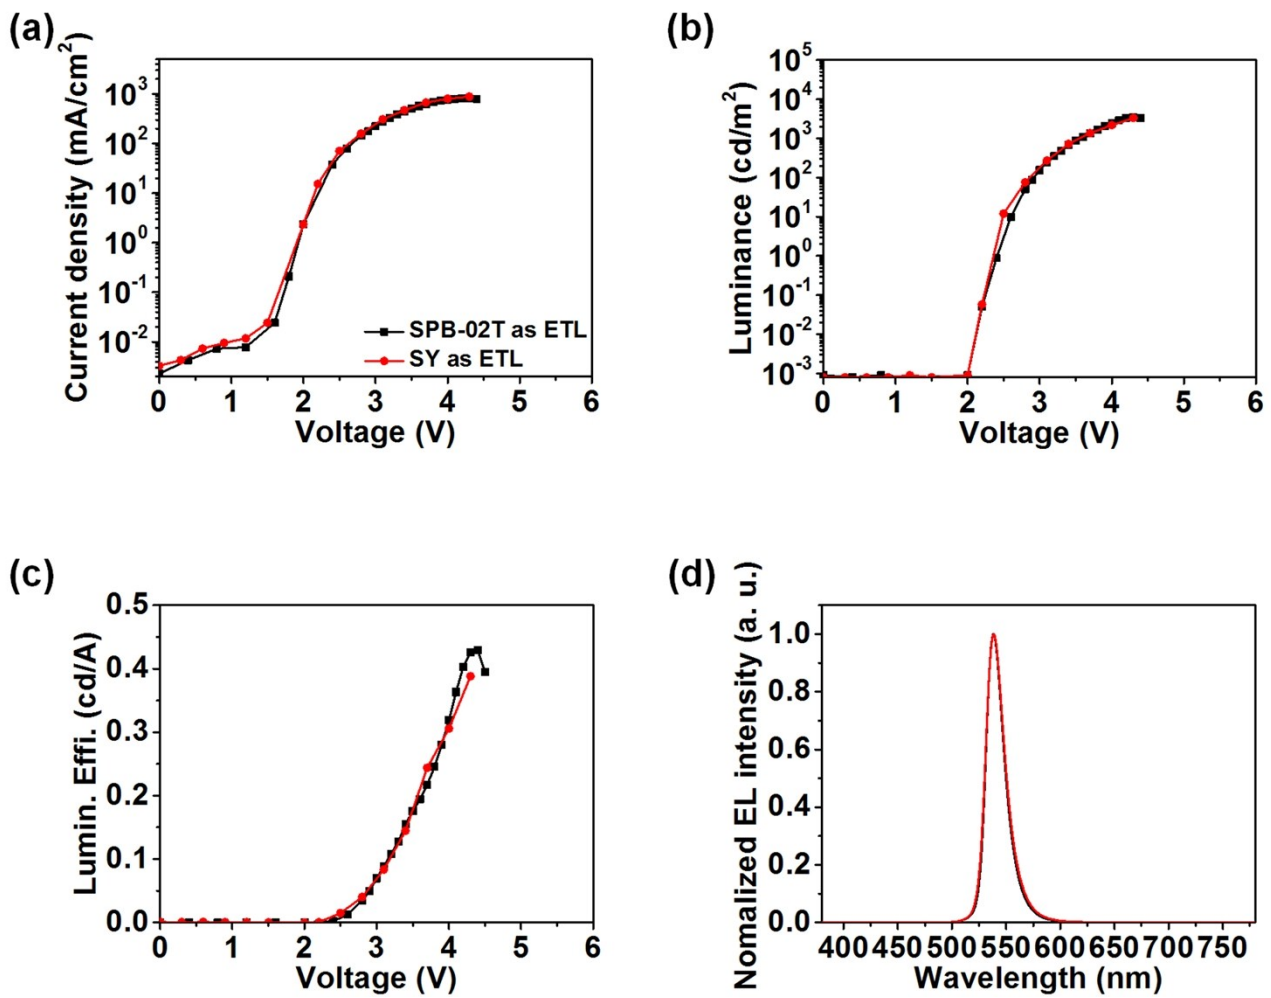 (a)
Current density (mA/cm²)
10³
10²
10¹
10⁰
10⁻¹
10⁻²
SPB-02T as ETL
SY as ETL
0 1 2 3 4 5 6
Voltage (V)
(b)
Luminance (cd/m²)
10⁵
10⁴
10³
10²
10¹
10⁰
10⁻¹
10⁻²
10⁻³
0 1 2 3 4 5 6
Voltage (V)
(c)
Lumin. Effi. (cd/A)
0.5
0.4
0.3
0.2
0.1
0.0
0 1 2 3 4 5 6
Voltage (V)
(d)
Nomalized EL intensity (a. u.)
1.0
0.8
0.6
0.4
0.2
0.0
400 450 500 550 600 650 700 750
Wavelength (nm)